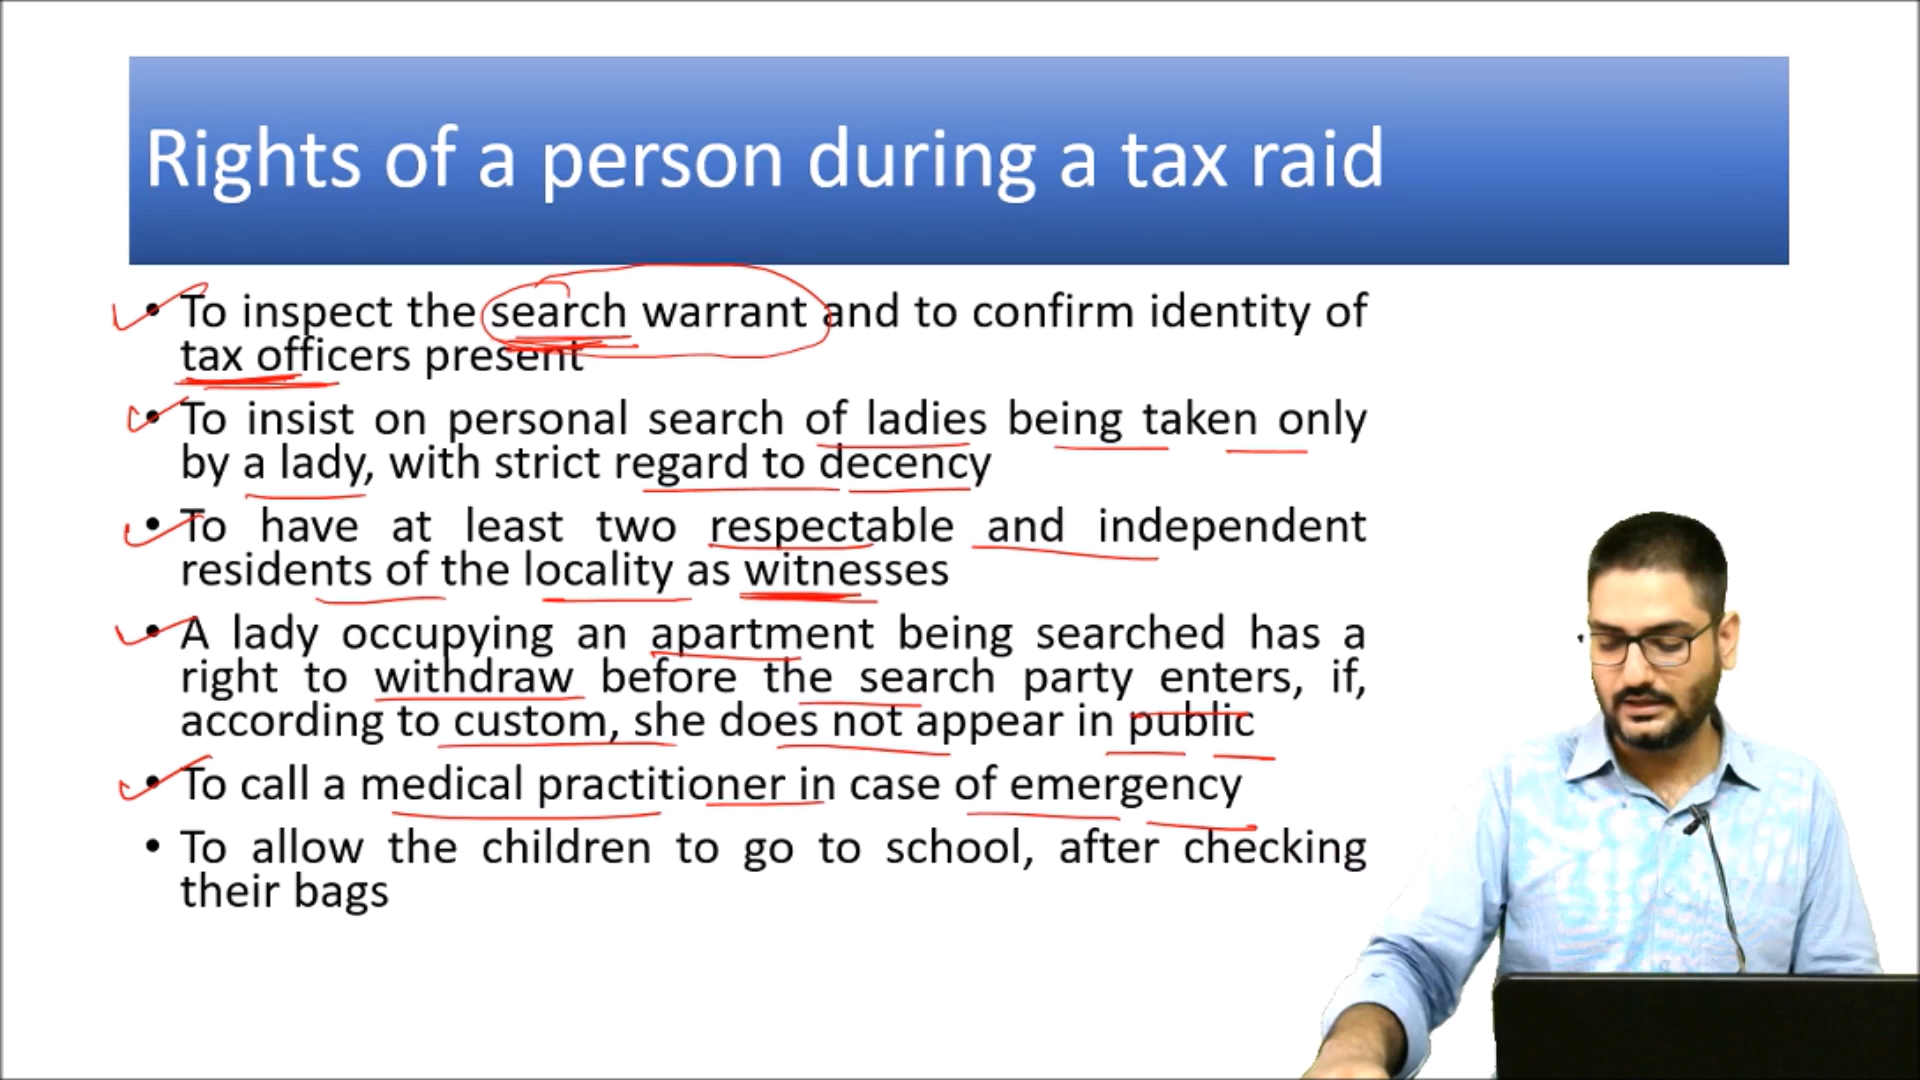 Rights of a person during a tax raid
• To inspect the search warrant and to confirm identity of
tax officers present
• To insist on personal search of ladies being taken only
by a lady, with strict regard to decency
• To have at least two respectable and independent
residents of the locality as witnesses
• A lady occupying an apartment being searched has a
right to withdraw before the search party enters, if,
according to custom, she does not appear in public
• To call a medical practitioner in case of emergency
• To allow the children to go to school, after checking
their bags